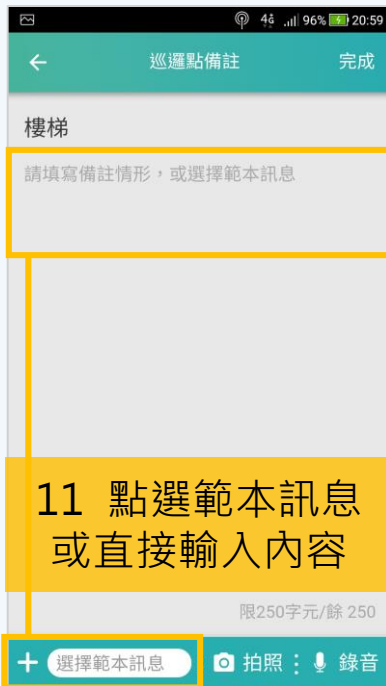 4G 96% 20:59
巡邏點備註 完成
樓梯
請填寫備註情形，或選擇範本訊息
11 點選範本訊息
或直接輸入內容
限250字元/餘 250
選擇範本訊息 拍照 錄音